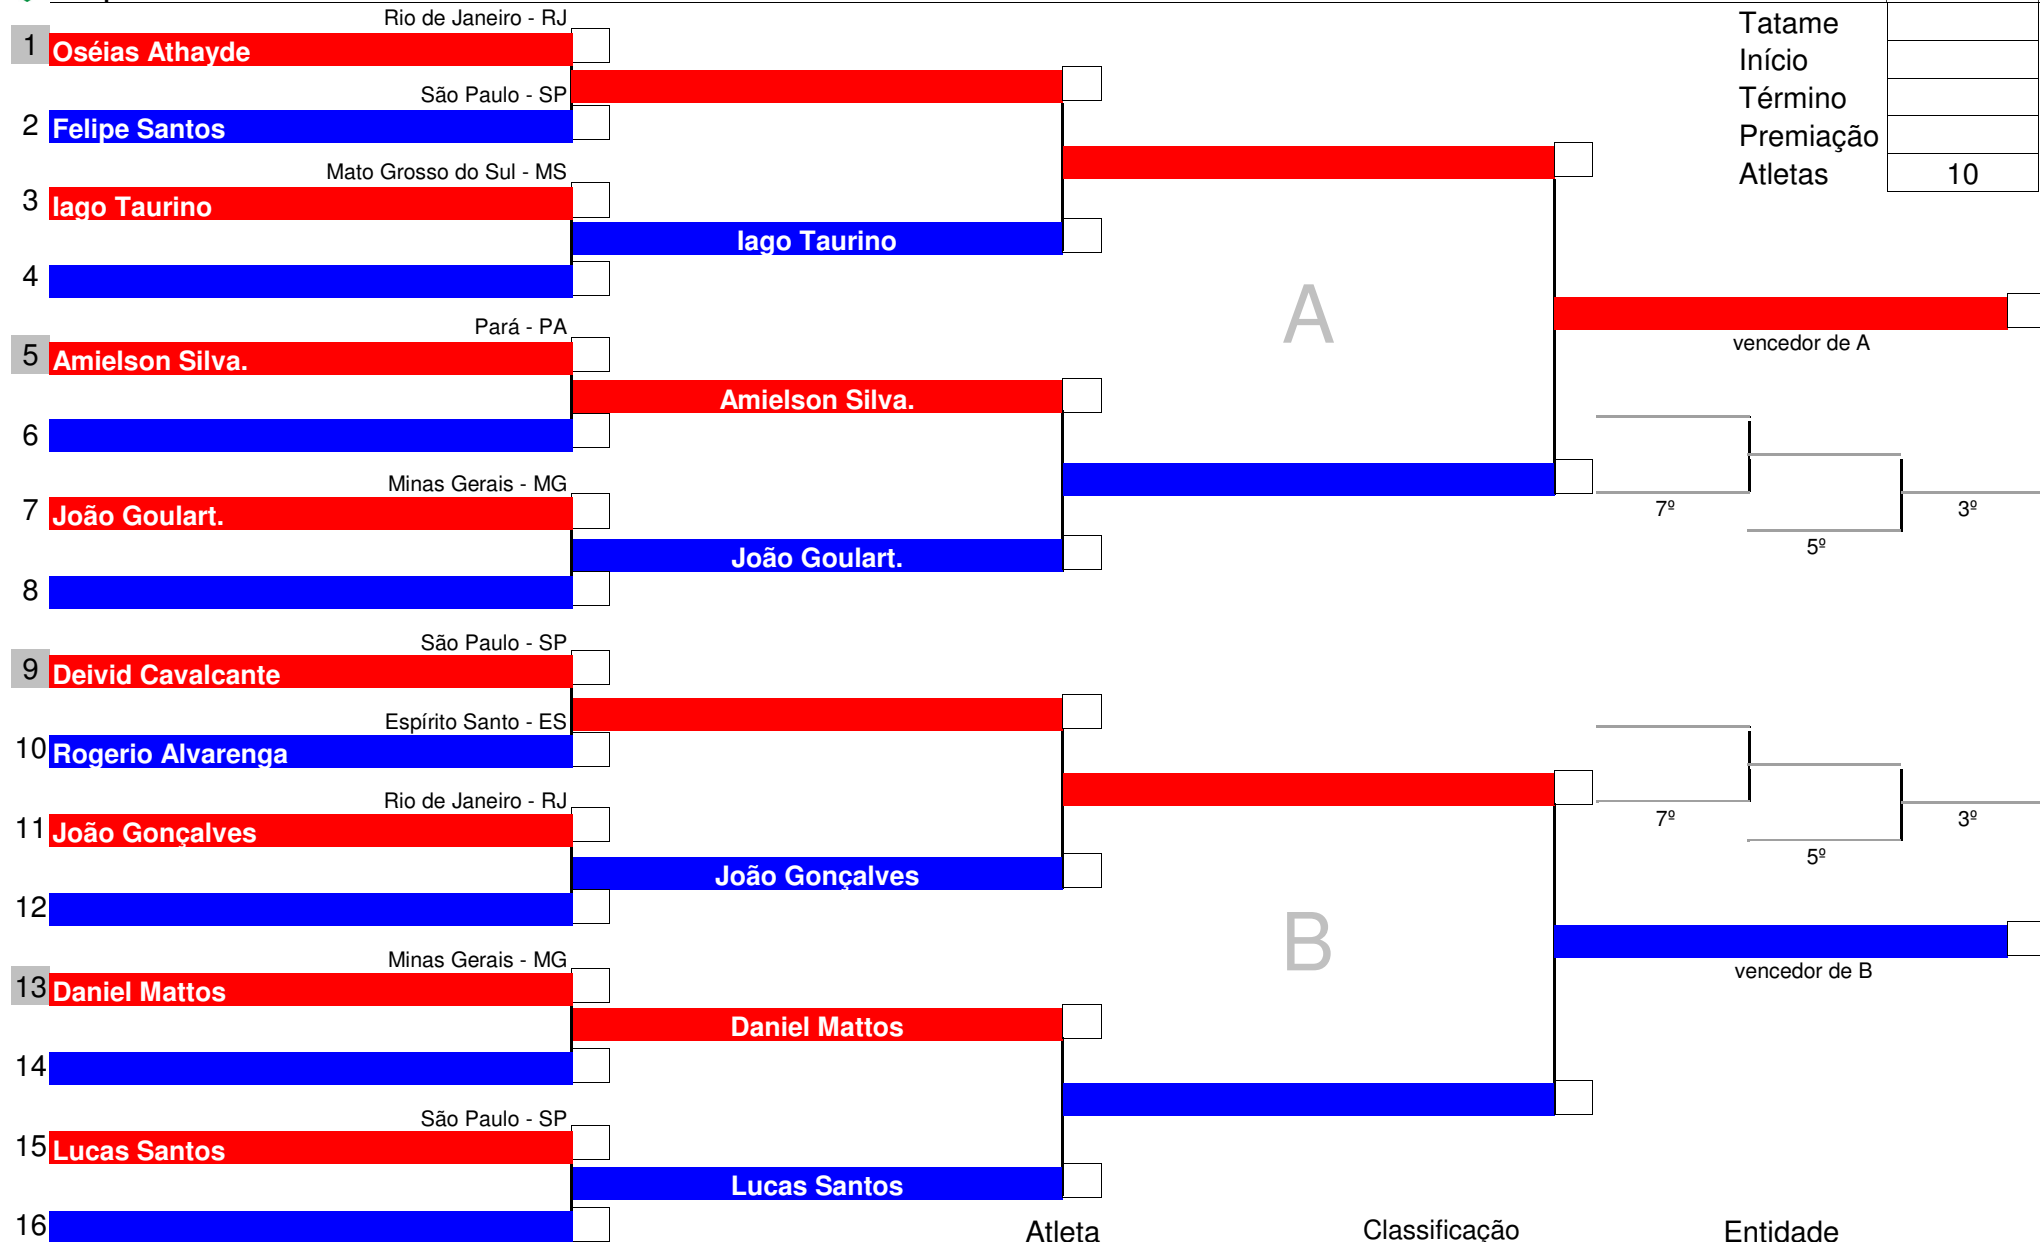 Rio de Janeiro - RJ
1 Oséias Athayde
São Paulo - SP
2 Felipe Santos
Mato Grosso do Sul - MS
3 Iago Taurino
Iago Taurino
4
Pará - PA
5 Amielson Silva.
Amielson Silva.
6
Minas Gerais - MG
7 João Goulart.
João Goulart.
8
São Paulo - SP
9 Deivid Cavalcante
Espírito Santo - ES
10 Rogerio Alvarenga
Rio de Janeiro - RJ
11 João Gonçalves
João Gonçalves
12
Minas Gerais - MG
13 Daniel Mattos
Daniel Mattos
14
São Paulo - SP
15 Lucas Santos
Lucas Santos
16
A
B
Tatame
Início
Término
Premiação
Atletas 10
vencedor de A
7º
3º
5º
7º
3º
5º
vencedor de B
Atleta Classificação Entidade